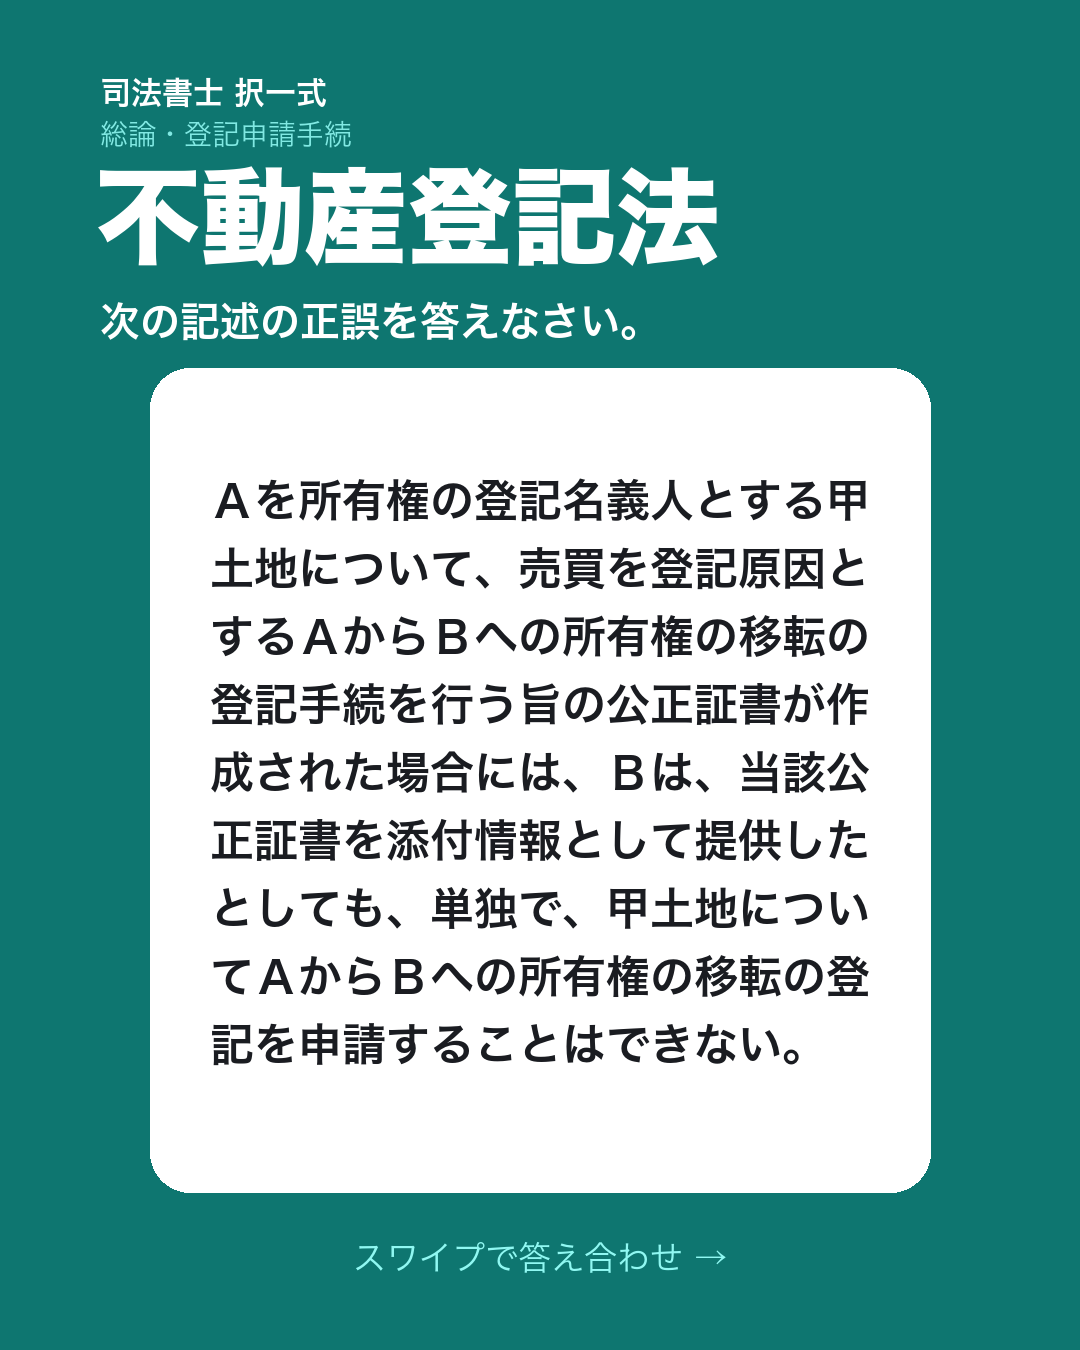 司法書士 択一式
総論・登記申請手続
不動産登記法
次の記述の正誤を答えなさい。
Ａを所有権の登記名義人とする甲
土地について、売買を登記原因と
するＡからＢへの所有権の移転の
登記手続を行う旨の公正証書が作
成された場合には、Ｂは、当該公
正証書を添付情報として提供した
としても、単独で、甲土地につい
てＡからＢへの所有権の移転の登
記を申請することはできない。
スワイプで答え合わせ →